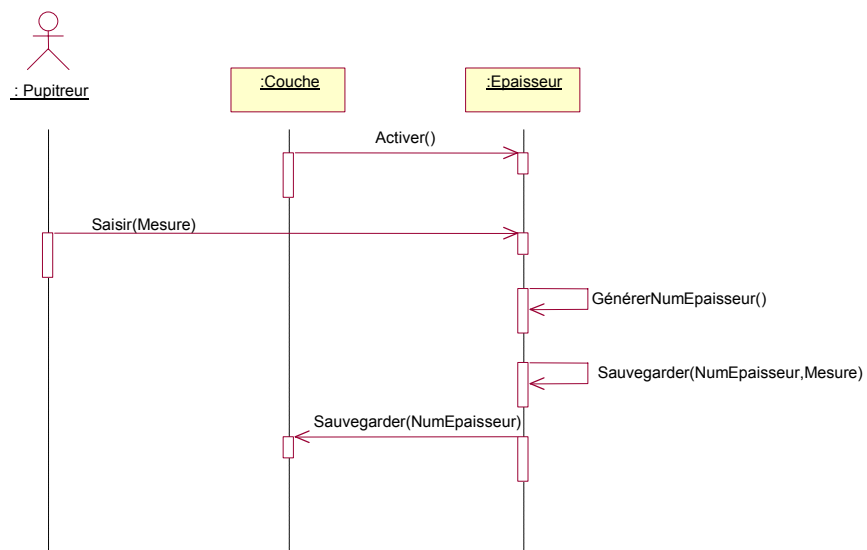 : Pupitreur
:Couche
:Epaisseur
Activer()
Saisir(Mesure)
GénérerNumEpaisseur()
Sauvegarder(NumEpaisseur,Mesure)
Sauvegarder(NumEpaisseur)